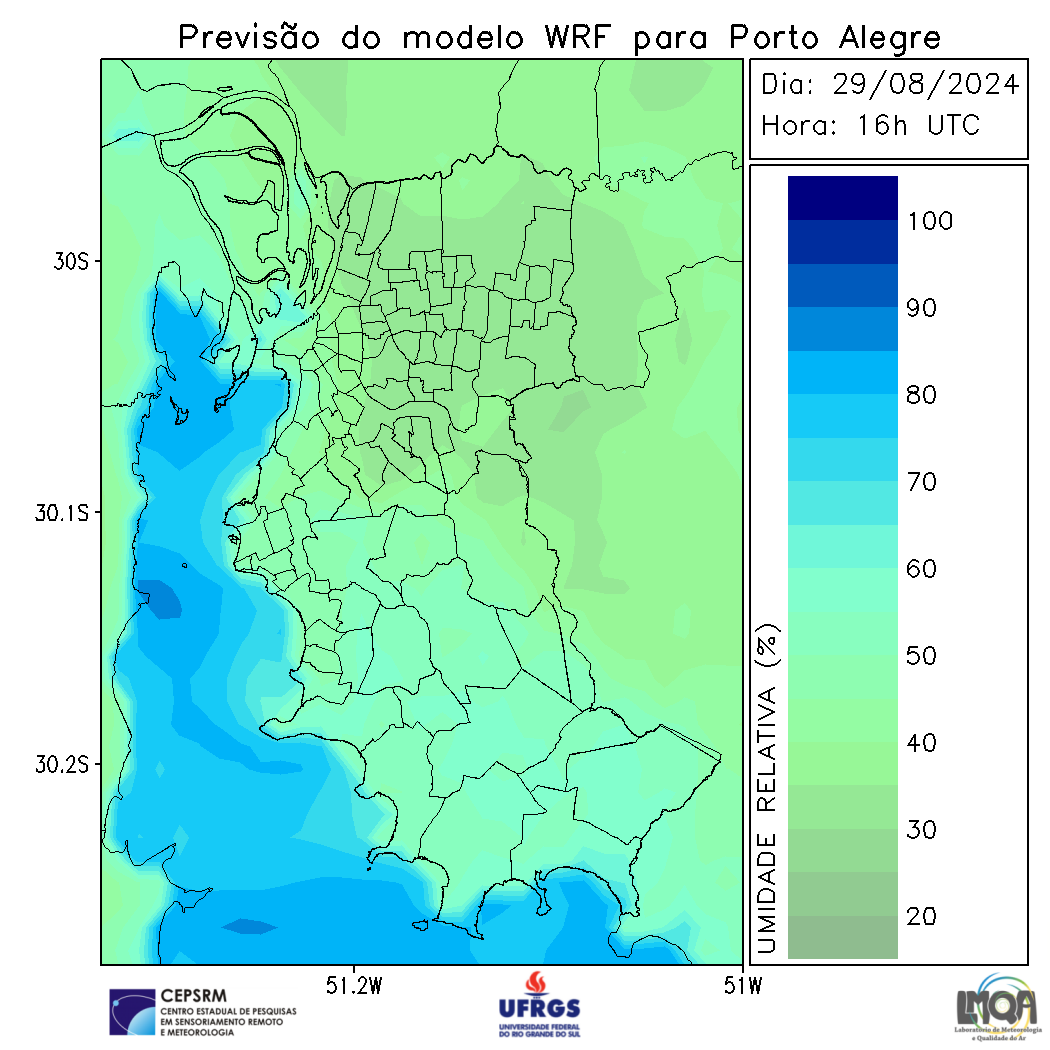 Previsão do modelo WRF para Porto Alegre
Dia: 29/08/2024
Hora: 16h UTC
30S
30.1S
30.2S
51.2W
51W
UMIDADE RELATIVA (%)
100
90
80
70
60
50
40
30
20
CEPSRM
CENTRO ESTADUAL DE PESQUISAS
EM SENSORIAMENTO REMOTO
E METEOROLOGIA
UFRGS
UNIVERSIDADE FEDERAL
DO RIO GRANDE DO SUL
LMQA
Laboratório de Meteorologia
e Qualidade do Ar